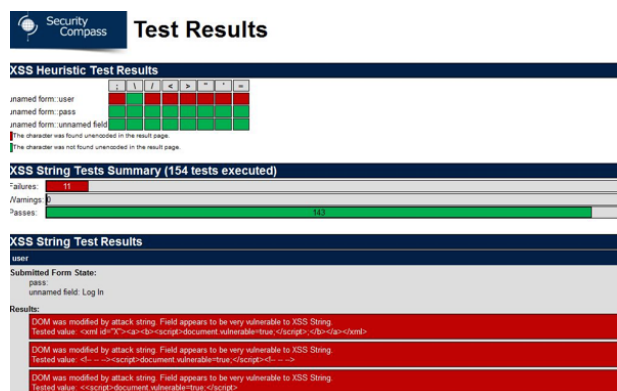 Security
Compass
Test Results
XSS Heuristic Test Results
; \ / < > " ' =
unnamed form::user
unnamed form::pass
unnamed form::unnamed field
The character was found unencoded in the result page.
The character was not found unencoded in the result page.
XSS String Tests Summary (154 tests executed)
Failures: 11
Warnings: 0
Passes: 143
XSS String Test Results
user
Submitted Form State:
pass:
unnamed field: Log In
Results:
DOM was modified by attack string. Field appears to be very vulnerable to XSS String.
Tested value: <xml id="X"><a><b><script>document.vulnerable=true;</script>;</b></a></xml>
DOM was modified by attack string. Field appears to be very vulnerable to XSS String.
Tested value: <!-- -- --><script>document.vulnerable=true;</script><!-- -- -->
DOM was modified by attack string. Field appears to be very vulnerable to XSS String.
Tested value: <<script>document.vulnerable=true;</script>